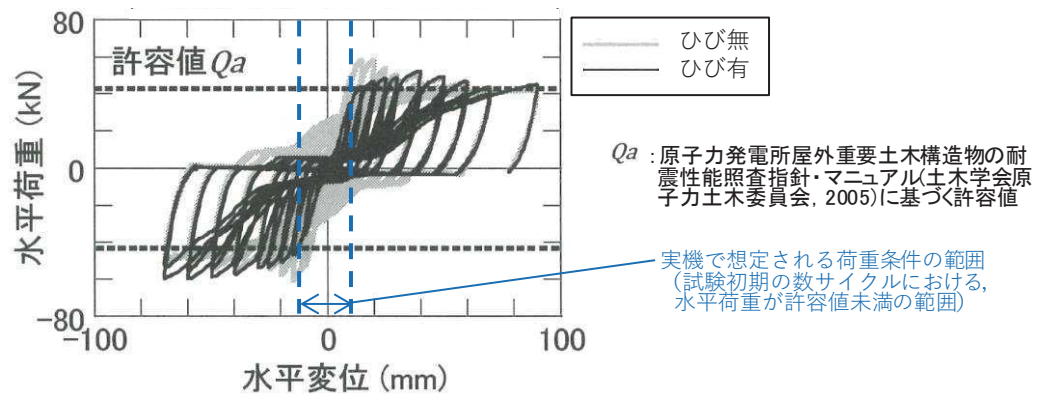 80
許容値Qa
ひび無
ひび有
水平荷重 (kN)
0
-80
-100
0
100
水平変位 (mm)
Qa：原子力発電所屋外重要土木構造物の耐
震性能照査指針・マニュアル(土木学会原
子力土木委員会，2005)に基づく許容値
実機で想定される荷重条件の範囲
(試験初期の数サイクルにおける，
水平荷重が許容値未満の範囲)